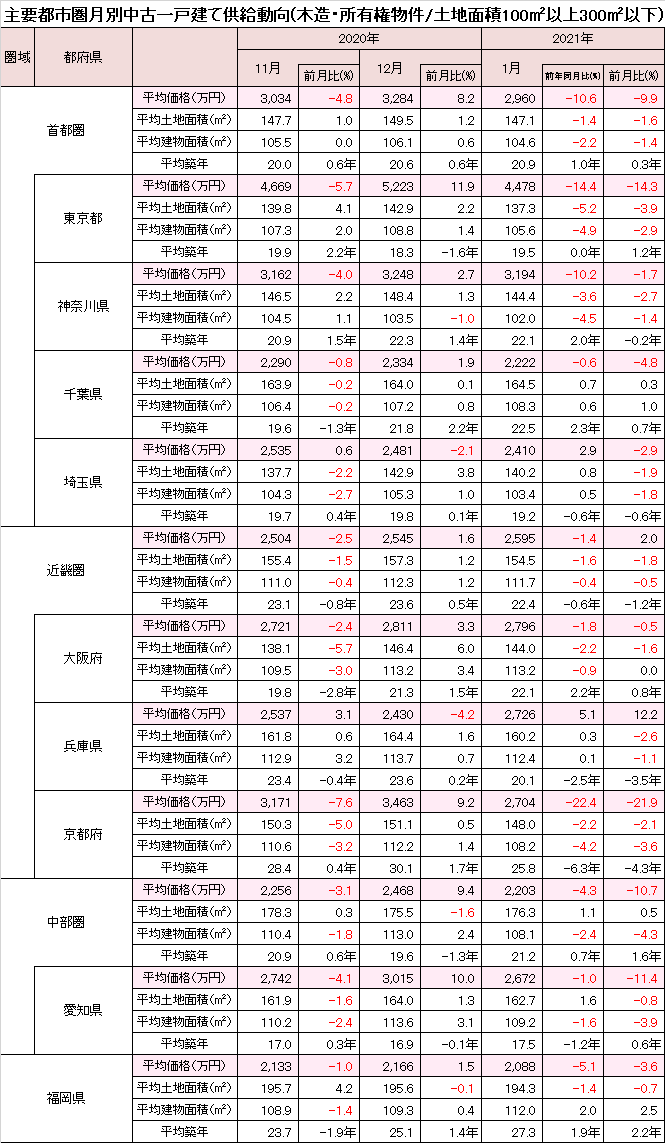 主要都市圏月別中古一戸建て供給動向(木造・所有権物件/土地面積100㎡以上300㎡以下)
圏域 都府県 2020年 2021年
11月 前月比(%) 12月 前月比(%) 1月 前年同月比(%) 前月比(%)
首都圏
平均価格(万円) 3,034 -4.8 3,284 8.2 2,960 -10.6 -9.9
平均土地面積(㎡) 147.7 1.0 149.5 1.2 147.1 -1.4 -1.6
平均建物面積(㎡) 105.5 0.0 106.1 0.6 104.6 -2.2 -1.4
平均築年 20.0 0.6年 20.6 0.6年 20.9 1.0年 0.3年
東京都
平均価格(万円) 4,669 -5.7 5,223 11.9 4,478 -14.4 -14.3
平均土地面積(㎡) 139.8 4.1 142.9 2.2 137.3 -5.2 -3.9
平均建物面積(㎡) 107.3 2.0 108.8 1.4 105.6 -4.9 -2.9
平均築年 19.9 2.2年 18.3 -1.6年 19.5 0.0年 1.2年
神奈川県
平均価格(万円) 3,162 -4.0 3,248 2.7 3,194 -10.2 -1.7
平均土地面積(㎡) 146.5 2.2 148.4 1.3 144.4 -3.6 -2.7
平均建物面積(㎡) 104.5 1.1 103.5 -1.0 102.0 -4.5 -1.4
平均築年 20.9 1.5年 22.3 1.4年 22.1 2.0年 -0.2年
千葉県
平均価格(万円) 2,290 -0.8 2,334 1.9 2,222 -0.6 -4.8
平均土地面積(㎡) 163.9 -0.2 164.0 0.1 164.5 0.7 0.3
平均建物面積(㎡) 106.4 -0.2 107.2 0.8 108.3 0.6 1.0
平均築年 19.6 -1.3年 21.8 2.2年 22.5 2.3年 0.7年
埼玉県
平均価格(万円) 2,535 0.6 2,481 -2.1 2,410 2.9 -2.9
平均土地面積(㎡) 137.7 -2.2 142.9 3.8 140.2 0.8 -1.9
平均建物面積(㎡) 104.3 -2.7 105.3 1.0 103.4 0.5 -1.8
平均築年 19.7 0.4年 19.8 0.1年 19.2 -0.6年 -0.6年
近畿圏
平均価格(万円) 2,504 -2.5 2,545 1.6 2,595 -1.4 2.0
平均土地面積(㎡) 155.4 -1.5 157.3 1.2 154.5 -1.6 -1.8
平均建物面積(㎡) 111.0 -0.4 112.3 1.2 111.7 -0.4 -0.5
平均築年 23.1 -0.8年 23.6 0.5年 22.4 -0.6年 -1.2年
大阪府
平均価格(万円) 2,721 -2.4 2,811 3.3 2,796 -1.8 -0.5
平均土地面積(㎡) 138.1 -5.7 146.4 6.0 144.0 -2.2 -1.6
平均建物面積(㎡) 109.5 -3.0 113.2 3.4 113.2 -0.9 0.0
平均築年 19.8 -2.8年 21.3 1.5年 22.1 2.2年 0.8年
兵庫県
平均価格(万円) 2,537 3.1 2,430 -4.2 2,726 5.1 12.2
平均土地面積(㎡) 161.8 0.6 164.4 1.6 160.2 0.3 -2.6
平均建物面積(㎡) 112.9 3.2 113.7 0.7 112.4 0.1 -1.1
平均築年 23.4 -0.4年 23.6 0.2年 20.1 -2.5年 -3.5年
京都府
平均価格(万円) 3,171 -7.6 3,463 9.2 2,704 -22.4 -21.9
平均土地面積(㎡) 150.3 -5.0 151.1 0.5 148.0 -2.2 -2.1
平均建物面積(㎡) 110.6 -3.2 112.2 1.4 108.2 -4.2 -3.6
平均築年 28.4 0.4年 30.1 1.7年 25.8 -6.3年 -4.3年
中部圏
平均価格(万円) 2,256 -3.1 2,468 9.4 2,203 -4.3 -10.7
平均土地面積(㎡) 178.3 0.3 175.5 -1.6 176.3 1.1 0.5
平均建物面積(㎡) 110.4 -1.8 113.0 2.4 108.1 -2.4 -4.3
平均築年 20.9 0.6年 19.6 -1.3年 21.2 0.7年 1.6年
愛知県
平均価格(万円) 2,742 -4.1 3,015 10.0 2,672 -1.0 -11.4
平均土地面積(㎡) 161.9 -1.6 164.0 1.3 162.7 1.6 -0.8
平均建物面積(㎡) 110.2 -2.4 113.6 3.1 109.2 -1.6 -3.9
平均築年 17.0 0.3年 16.9 -0.1年 17.5 -1.2年 0.6年
福岡県
平均価格(万円) 2,133 -1.0 2,166 1.5 2,088 -5.1 -3.6
平均土地面積(㎡) 195.7 4.2 195.6 -0.1 194.3 -1.4 -0.7
平均建物面積(㎡) 108.9 -1.4 109.3 0.4 112.0 2.0 2.5
平均築年 23.7 -1.9年 25.1 1.4年 27.3 1.9年 2.2年